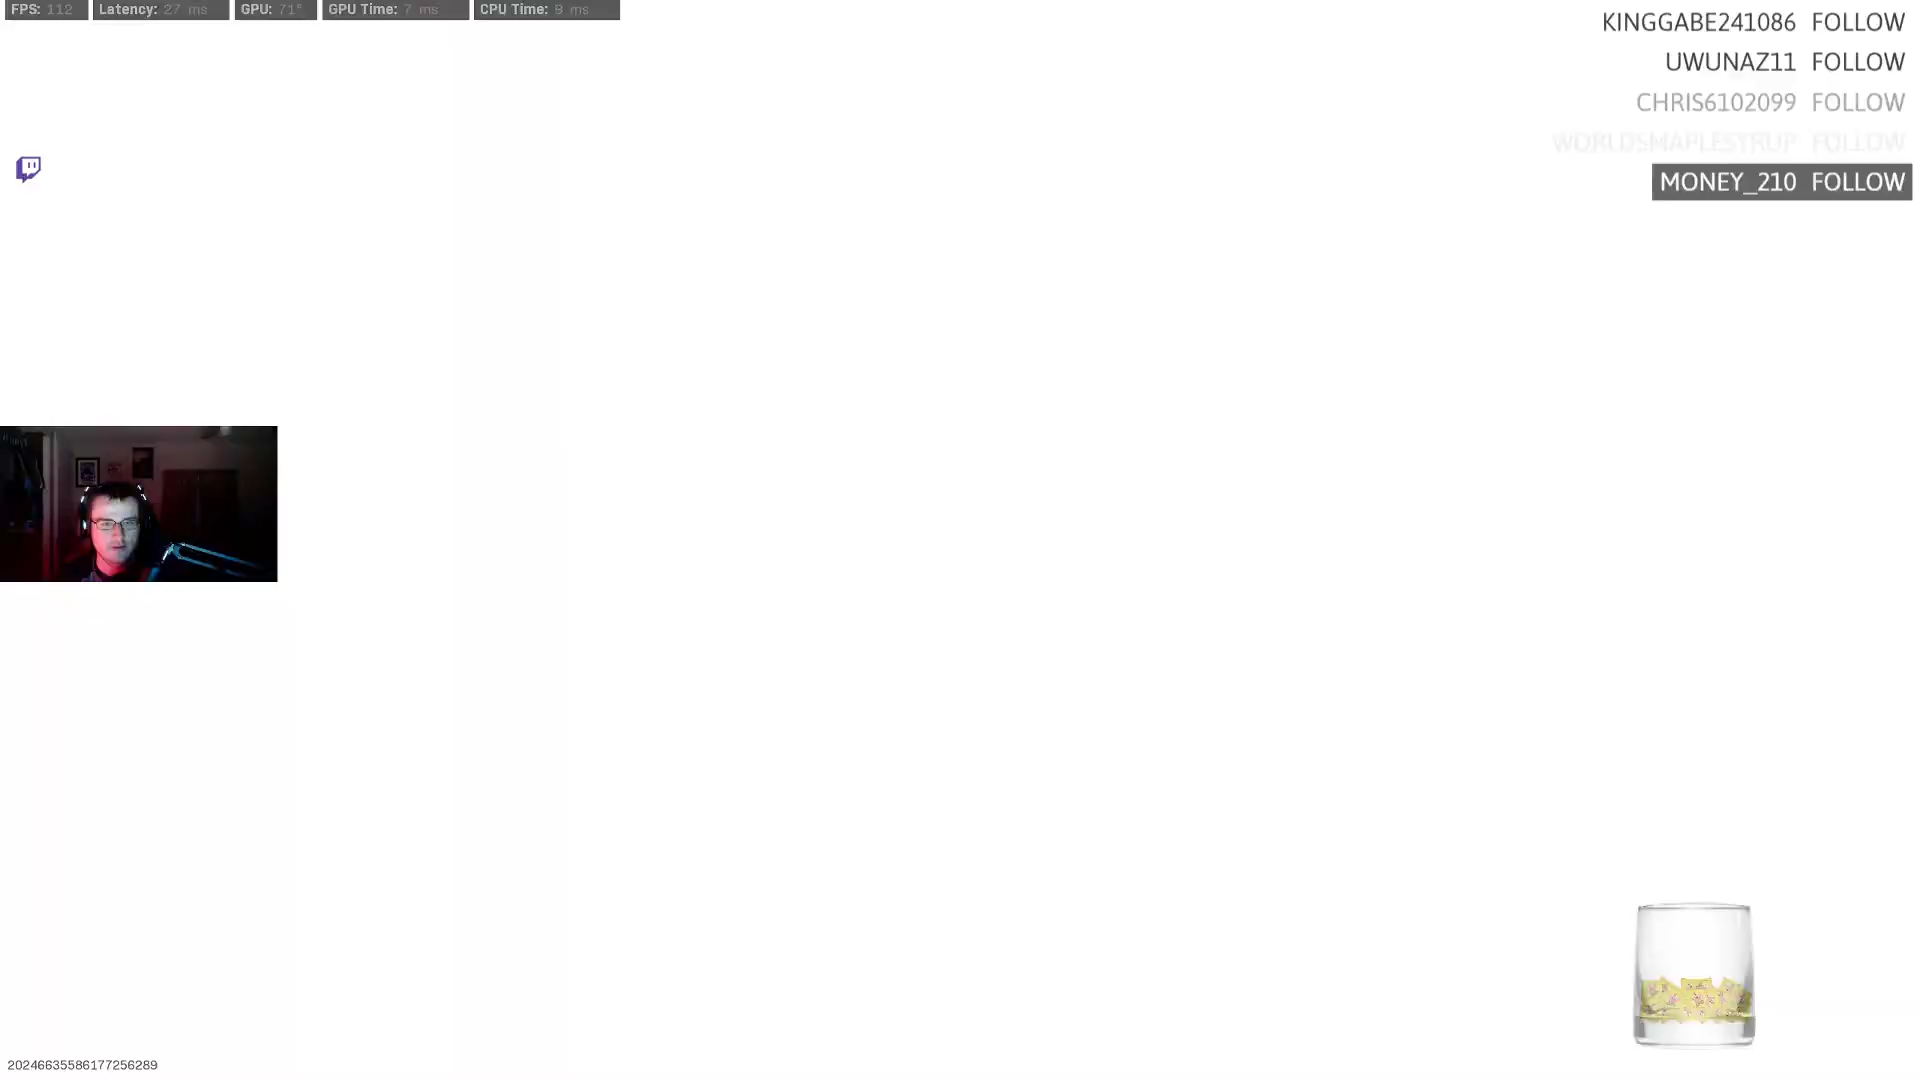 FPS: 112 Latency: 27 ms GPU: 71° GPU Time: 7 ms CPU Time: 9 ms
KINGGABE241086 FOLLOW
UWUNAZ11 FOLLOW
CHRIS6102099 FOLLOW
WORLDSMAPLESYRUP FOLLOW
MONEY_210 FOLLOW
20246635586177256289